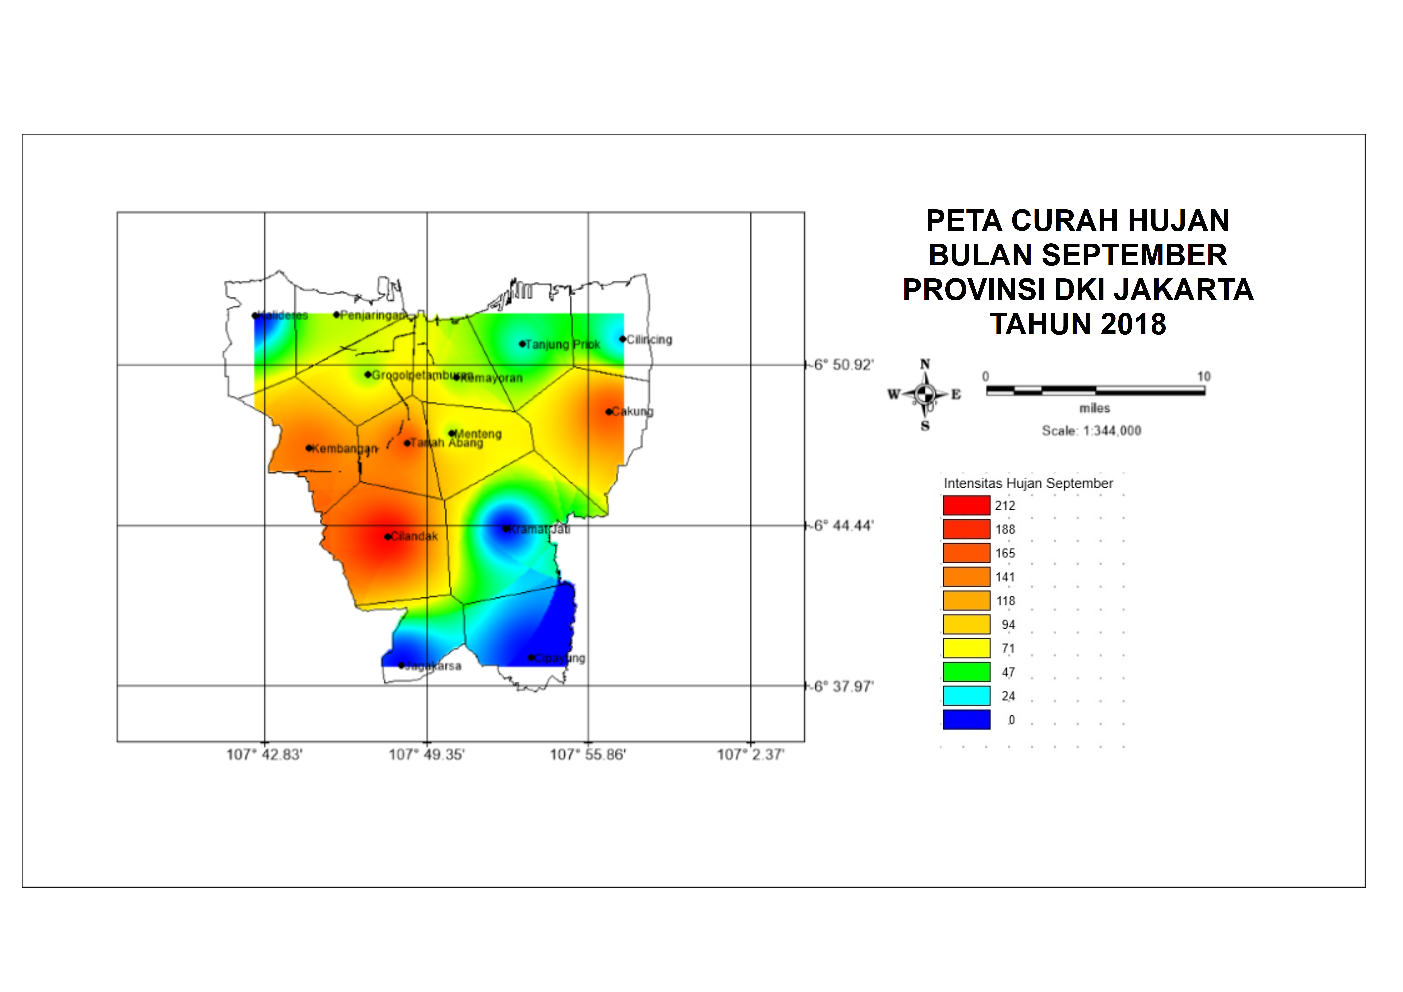 PETA CURAH HUJAN
BULAN SEPTEMBER
PROVINSI DKI JAKARTA
TAHUN 2018
Kalideres
Penjaringan
Tanjung Priok
Cilincing
-6° 50.92'
Grogolpetamburan
Kemayoran
Cakung
Menteng
Tanah Abang
Kembangan
-6° 44.44'
Kramat Jati
Cilandak
Cipayung
Jagakarsa
-6° 37.97'
107° 42.83'
107° 49.35'
107° 55.86'
107° 2.37'
N
W
E
S
0°
0
10
miles
Scale: 1:344,000
Intensitas Hujan September
212
188
165
141
118
94
71
47
24
0